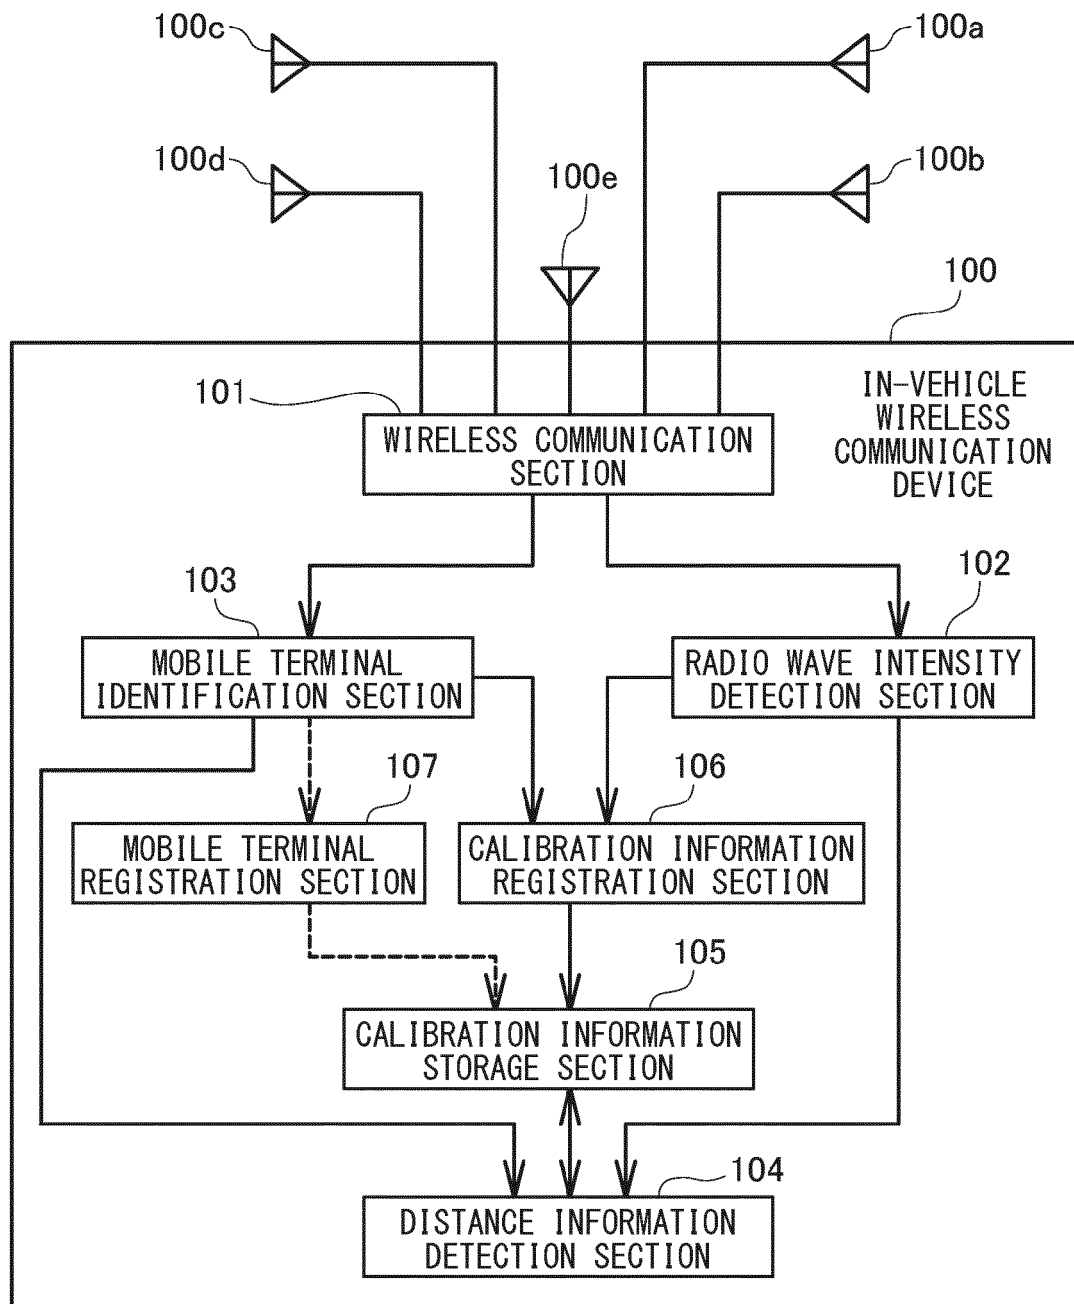 100c
100a
100d
100e
100b
100
101
IN-VEHICLE
WIRELESS
COMMUNICATION
DEVICE
WIRELESS COMMUNICATION
SECTION
103
102
MOBILE TERMINAL
IDENTIFICATION SECTION
RADIO WAVE INTENSITY
DETECTION SECTION
107
106
MOBILE TERMINAL
REGISTRATION SECTION
CALIBRATION INFORMATION
REGISTRATION SECTION
105
CALIBRATION INFORMATION
STORAGE SECTION
104
DISTANCE INFORMATION
DETECTION SECTION